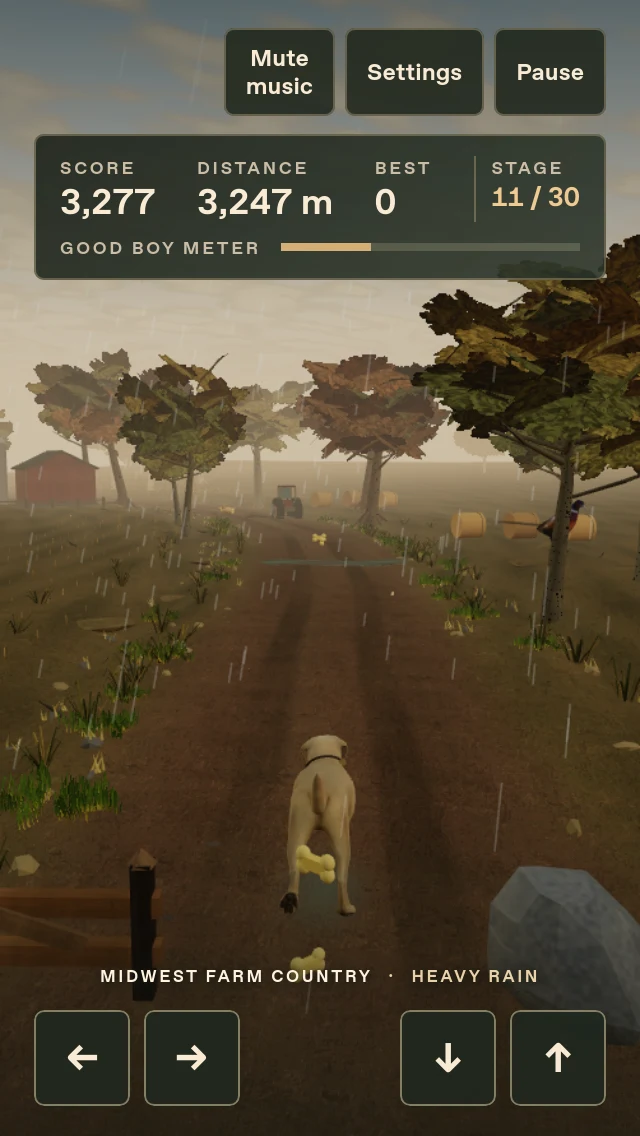 Mute
music
Settings
Pause
SCORE
DISTANCE
BEST
STAGE
3,277
3,247 m
0
11 / 30
GOOD BOY METER
MIDWEST FARM COUNTRY · HEAVY RAIN
← → ↓ ↑